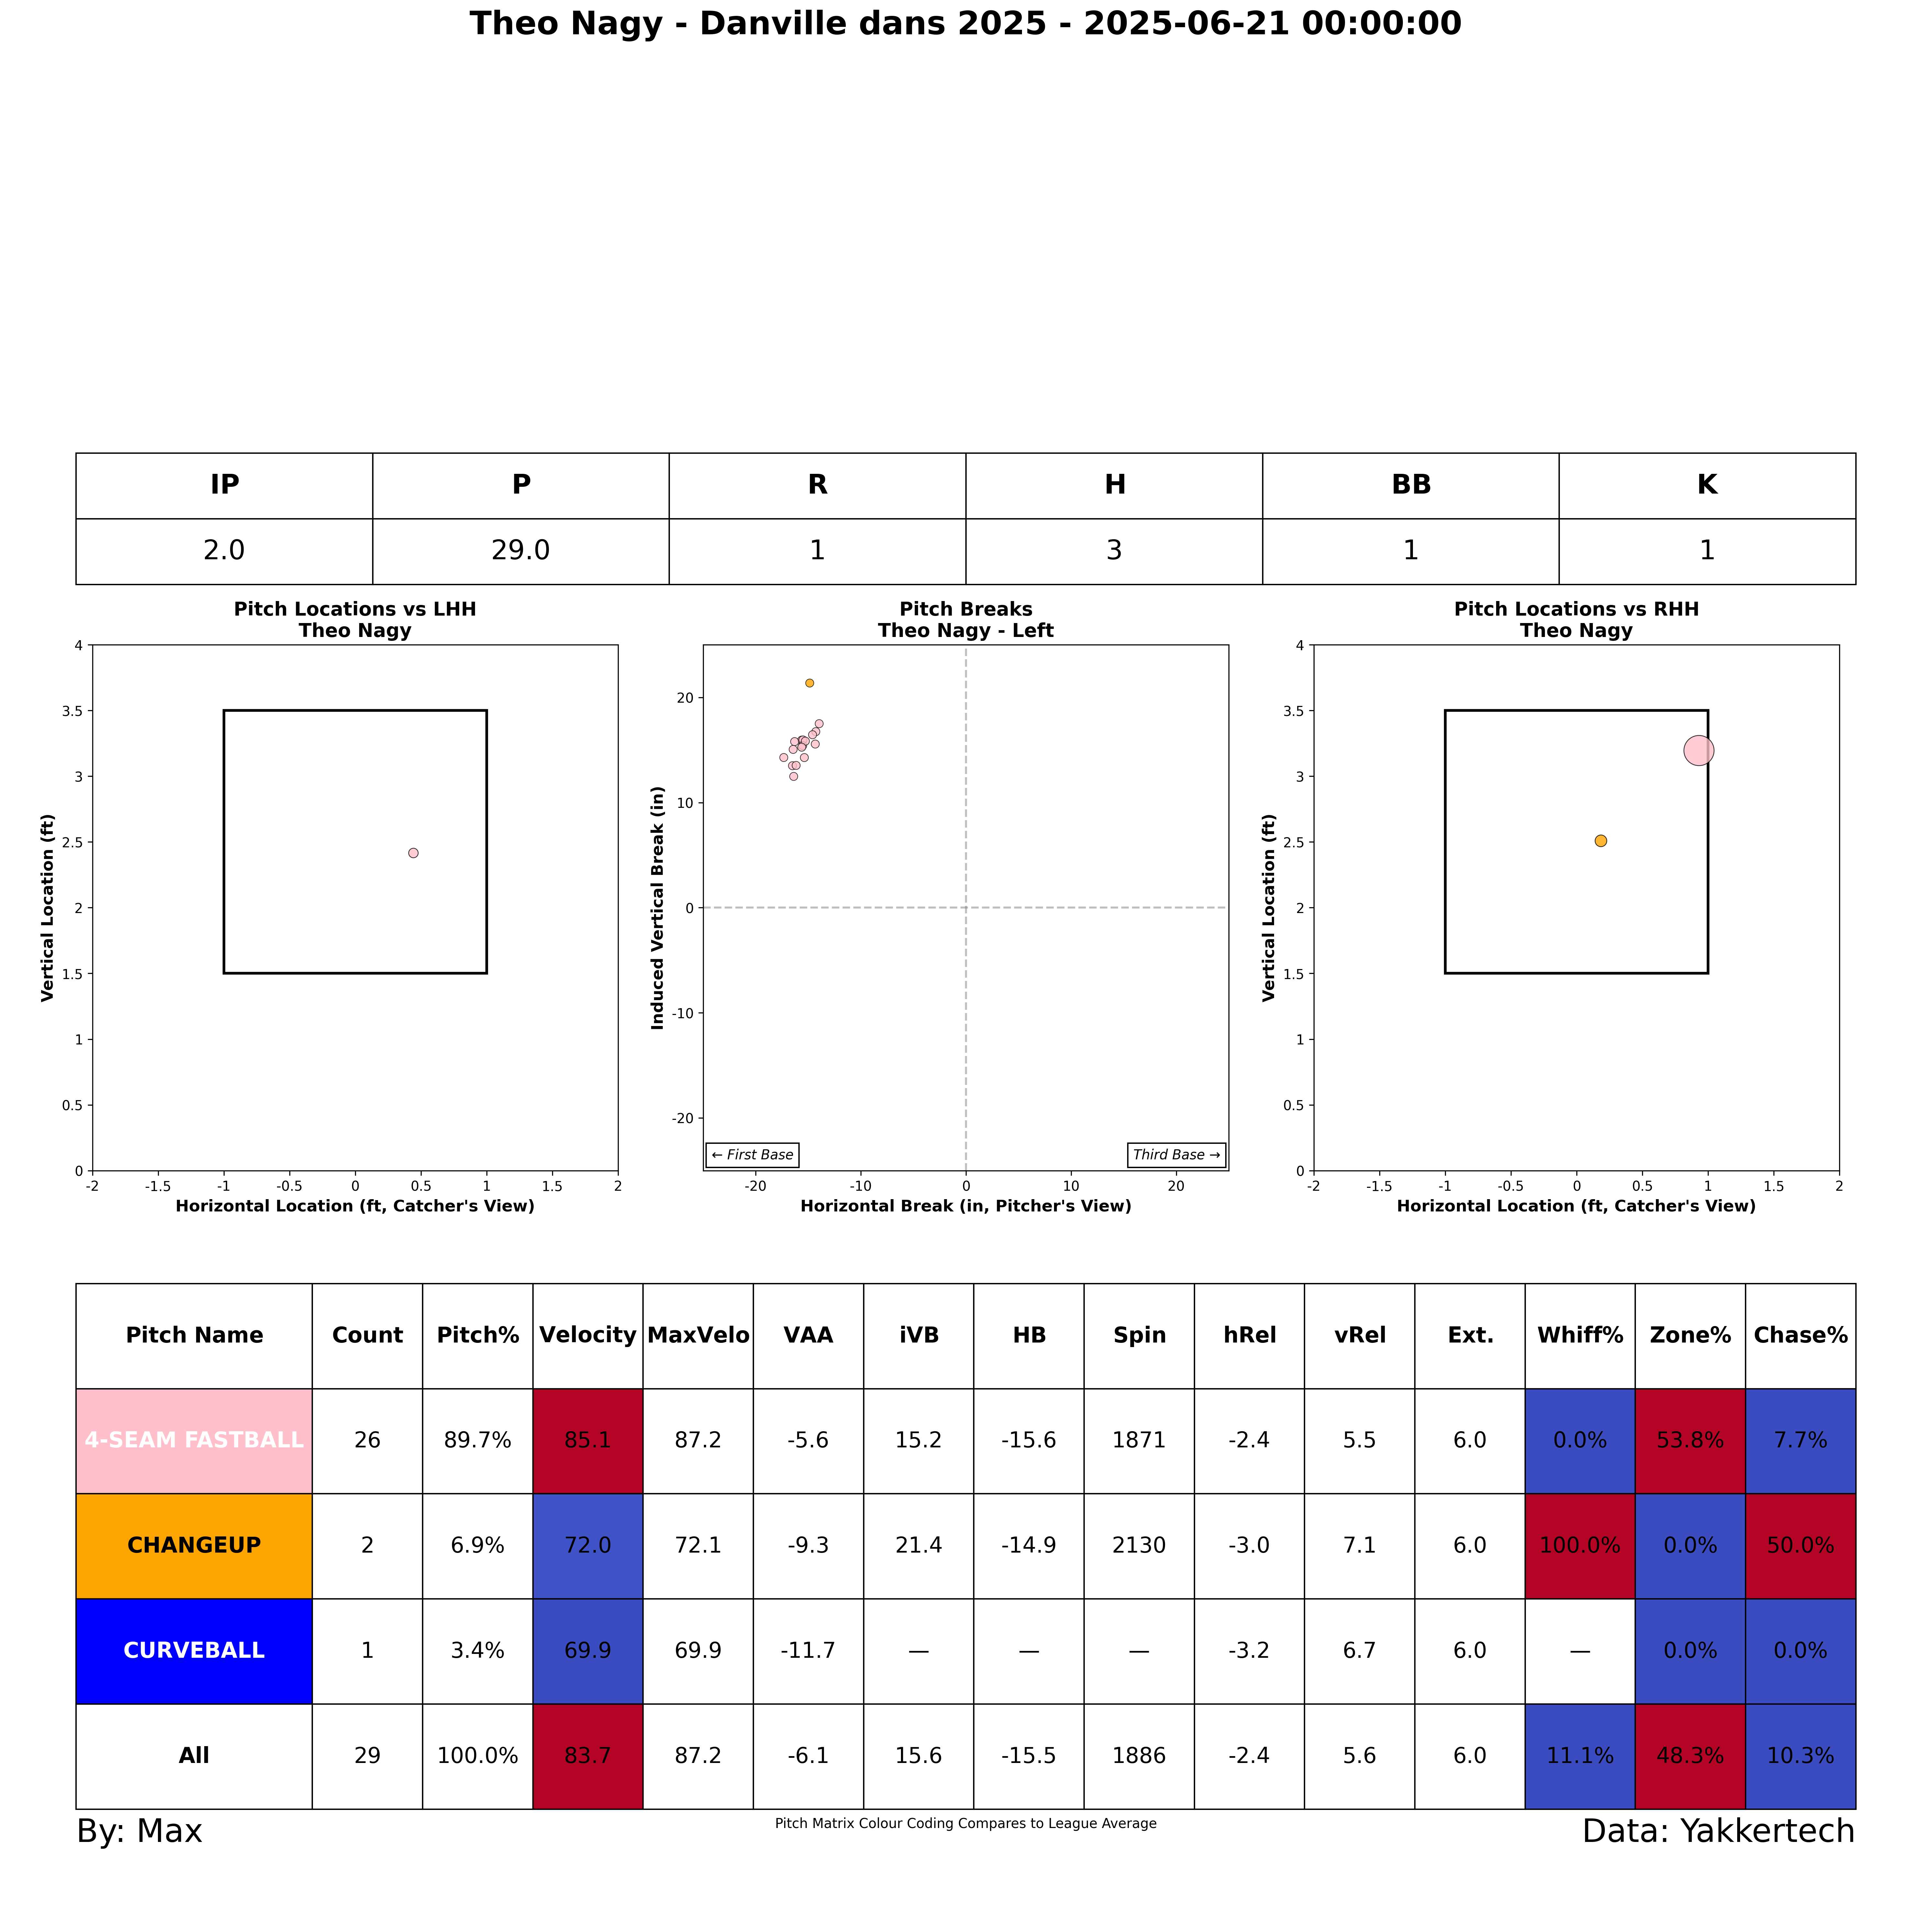 Theo Nagy - Danville dans 2025 - 2025-06-21 00:00:00
IP P R H BB K
2.0 29.0 1 3 1 1
Pitch Locations vs LHH
Theo Nagy
4
3.5
3
2.5
2
1.5
1
0.5
0
-2 -1.5 -1 -0.5 0 0.5 1 1.5 2
Vertical Location (ft)
Horizontal Location (ft, Catcher's View)
Pitch Breaks
Theo Nagy - Left
20
10
0
-10
-20
-20 -10 0 10 20
← First Base
Third Base →
Induced Vertical Break (in)
Horizontal Break (in, Pitcher's View)
Pitch Locations vs RHH
Theo Nagy
4
3.5
3
2.5
2
1.5
1
0.5
0
-2 -1.5 -1 -0.5 0 0.5 1 1.5 2
Vertical Location (ft)
Horizontal Location (ft, Catcher's View)
Pitch Name Count Pitch% Velocity MaxVelo VAA iVB HB Spin hRel vRel Ext. Whiff% Zone% Chase%
4-SEAM FASTBALL 26 89.7% 85.1 87.2 -5.6 15.2 -15.6 1871 -2.4 5.5 6.0 0.0% 53.8% 7.7%
CHANGEUP 2 6.9% 72.0 72.1 -9.3 21.4 -14.9 2130 -3.0 7.1 6.0 100.0% 0.0% 50.0%
CURVEBALL 1 3.4% 69.9 69.9 -11.7 — — — -3.2 6.7 6.0 — 0.0% 0.0%
All 29 100.0% 83.7 87.2 -6.1 15.6 -15.5 1886 -2.4 5.6 6.0 11.1% 48.3% 10.3%
By: Max
Pitch Matrix Colour Coding Compares to League Average
Data: Yakkertech